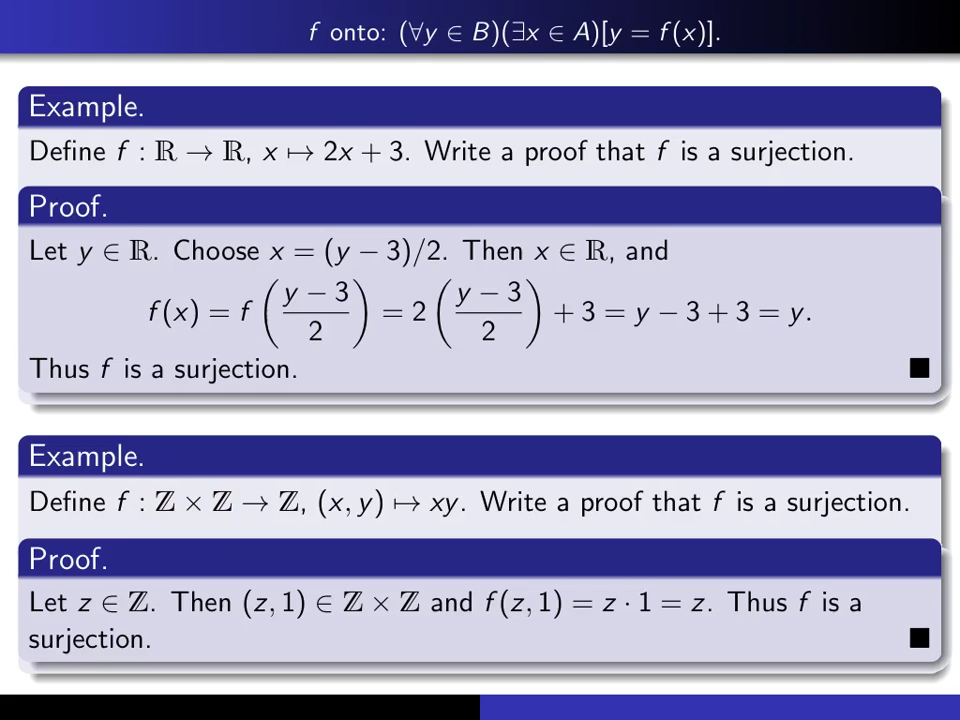 f onto: (∀y ∈ B)(∃x ∈ A)[y = f(x)].
Example.
Define f : ℝ → ℝ, x ↦ 2x + 3. Write a proof that f is a surjection.
Proof.
Let y ∈ ℝ. Choose x = (y − 3)/2. Then x ∈ ℝ, and
f(x) = f((y − 3)/2) = 2((y − 3)/2) + 3 = y − 3 + 3 = y.
Thus f is a surjection. ■
Example.
Define f : ℤ × ℤ → ℤ, (x, y) ↦ xy. Write a proof that f is a surjection.
Proof.
Let z ∈ ℤ. Then (z, 1) ∈ ℤ × ℤ and f(z, 1) = z · 1 = z. Thus f is a
surjection. ■